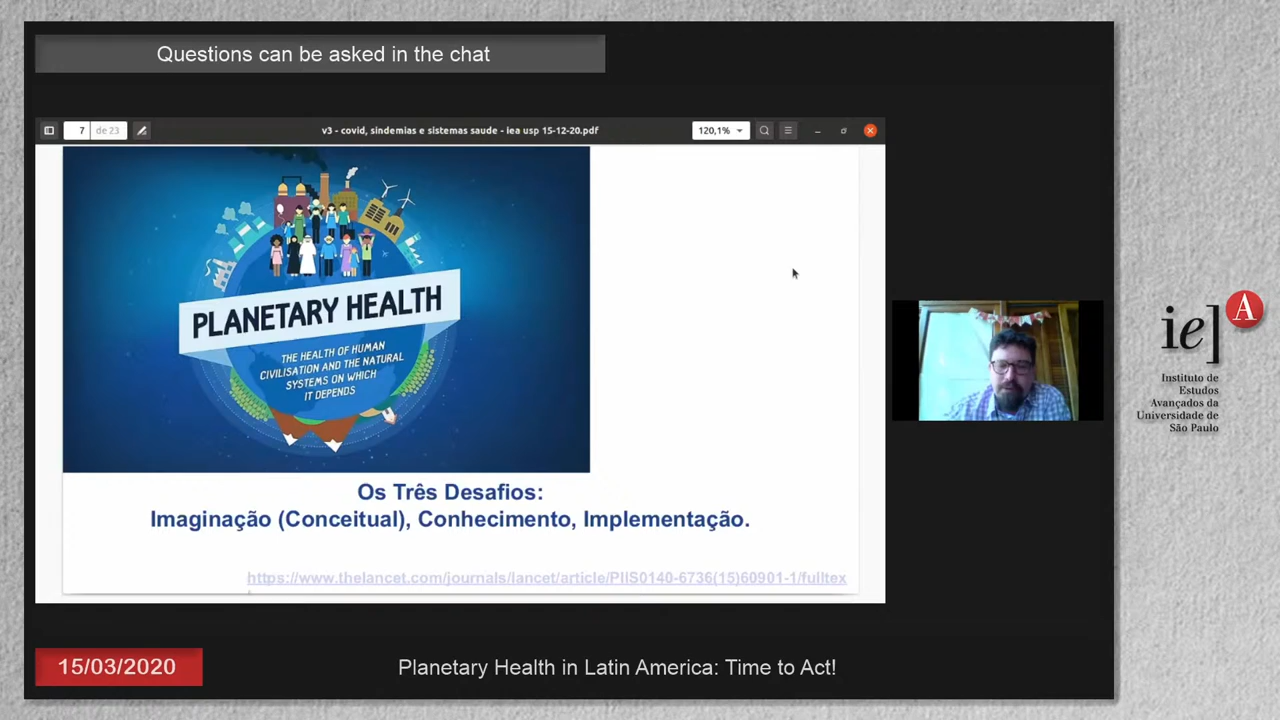 Questions can be asked in the chat
7 de 23
v3 - covid, sindemias e sistemas saude - iea usp 15-12-20.pdf
120,1%
PLANETARY HEALTH
THE HEALTH OF HUMAN
CIVILISATION AND THE NATURAL
SYSTEMS ON WHICH
IT DEPENDS
Os Três Desafios:
Imaginação (Conceitual), Conhecimento, Implementação.
https://www.thelancet.com/journals/lancet/article/PIIS0140-6736(15)60901-1/fulltex
ie] A
Instituto de
Estudos
Avançados da
Universidade de
São Paulo
15/03/2020
Planetary Health in Latin America: Time to Act!